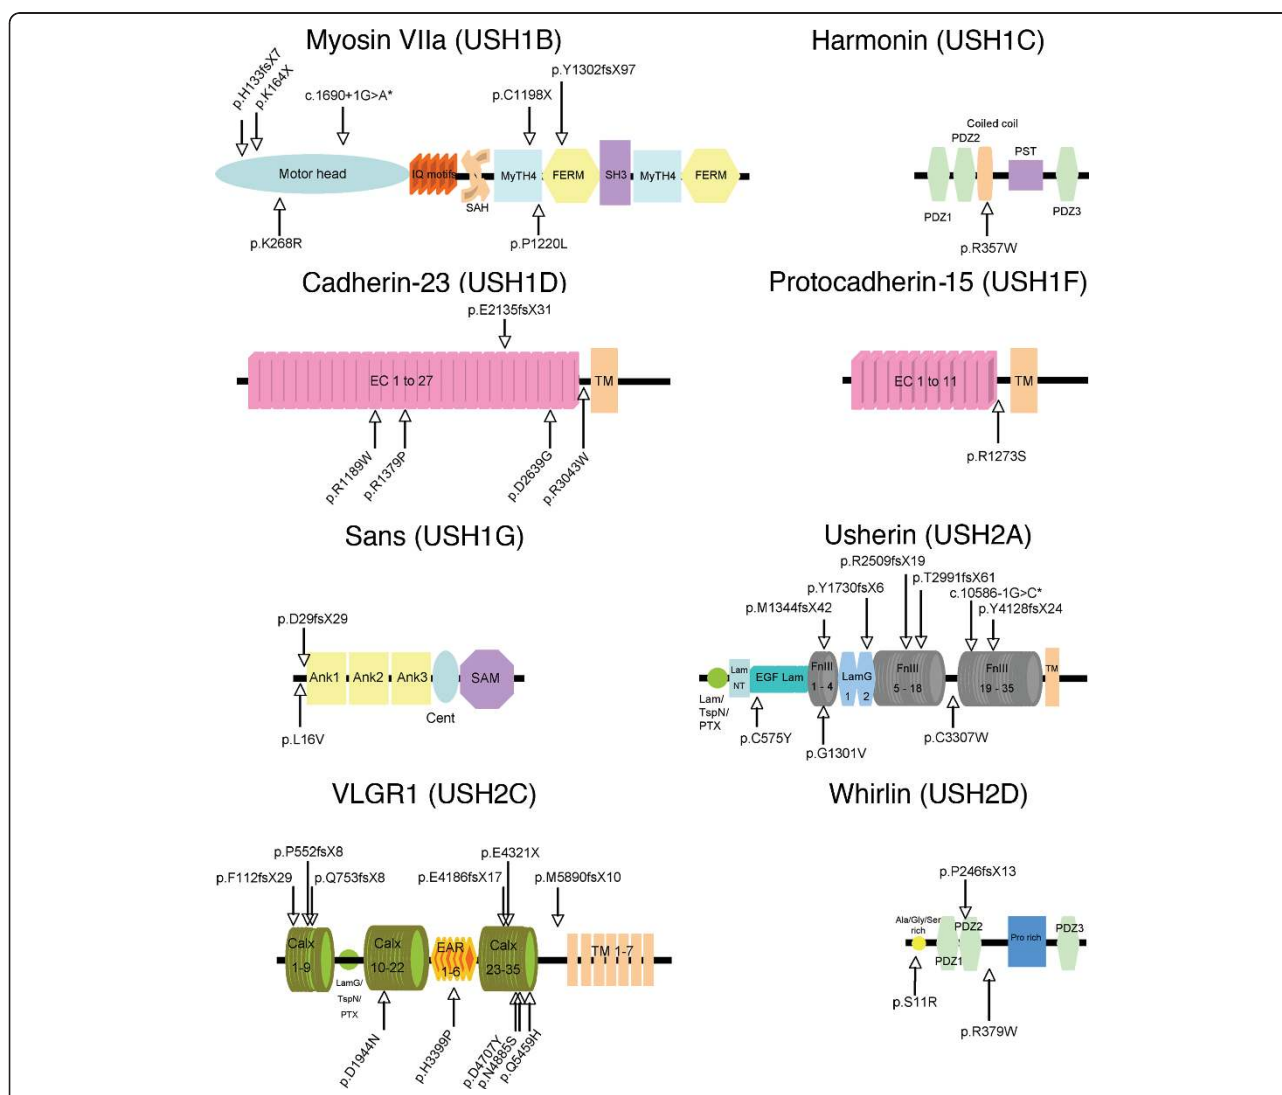 Myosin VIIa (USH1B)
p.H133fsX7
p.K164X
c.1690+1G>A*
p.C1198X
p.Y1302fsX97
Motor head
IQ motifs
SAH
MyTH4
FERM
SH3
MyTH4
FERM
p.K268R
p.P1220L
Harmonin (USH1C)
Coiled coil
PDZ2
PST
PDZ1
PDZ3
p.R357W
Cadherin-23 (USH1D)
p.E2135fsX31
EC 1 to 27
TM
p.R1189W
p.R1379P
p.D2639G
p.R3043W
Protocadherin-15 (USH1F)
EC 1 to 11
TM
p.R1273S
Sans (USH1G)
p.D29fsX29
Ank1
Ank2
Ank3
SAM
Cent
p.L16V
Usherin (USH2A)
p.R2509fsX19
p.T2991fsX61
p.Y1730fsX6
c.10586-1G>C*
p.M1344fsX42
p.Y4128fsX24
Lam
NT
EGF Lam
FnIII
1 - 4
LamG
1 2
FnIII
5 - 18
FnIII
19 - 35
TM
Lam/
TspN/
PTX
p.C575Y
p.G1301V
p.C3307W
VLGR1 (USH2C)
p.P552fsX8
p.E4321X
p.F112fsX29
p.Q753fsX8
p.E4186fsX17
p.M5890fsX10
Calx
1-9
LamG/
TspN/
PTX
Calx
10-22
EAR
1-6
Calx
23-35
TM 1-7
p.D1944N
p.H3399P
p.D4707Y
p.N4885S
p.Q5459H
Whirlin (USH2D)
p.P246fsX13
Ala/Gly/Ser
rich
PDZ2
PDZ1
Pro rich
PDZ3
p.S11R
p.R379W